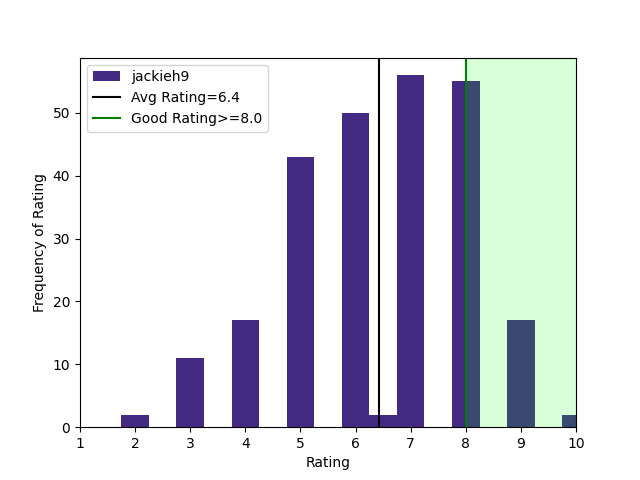 jackieh9
Avg Rating=6.4
Good Rating>=8.0
Frequency of Rating
50
40
30
20
10
0
1 2 3 4 5 6 7 8 9 10
Rating